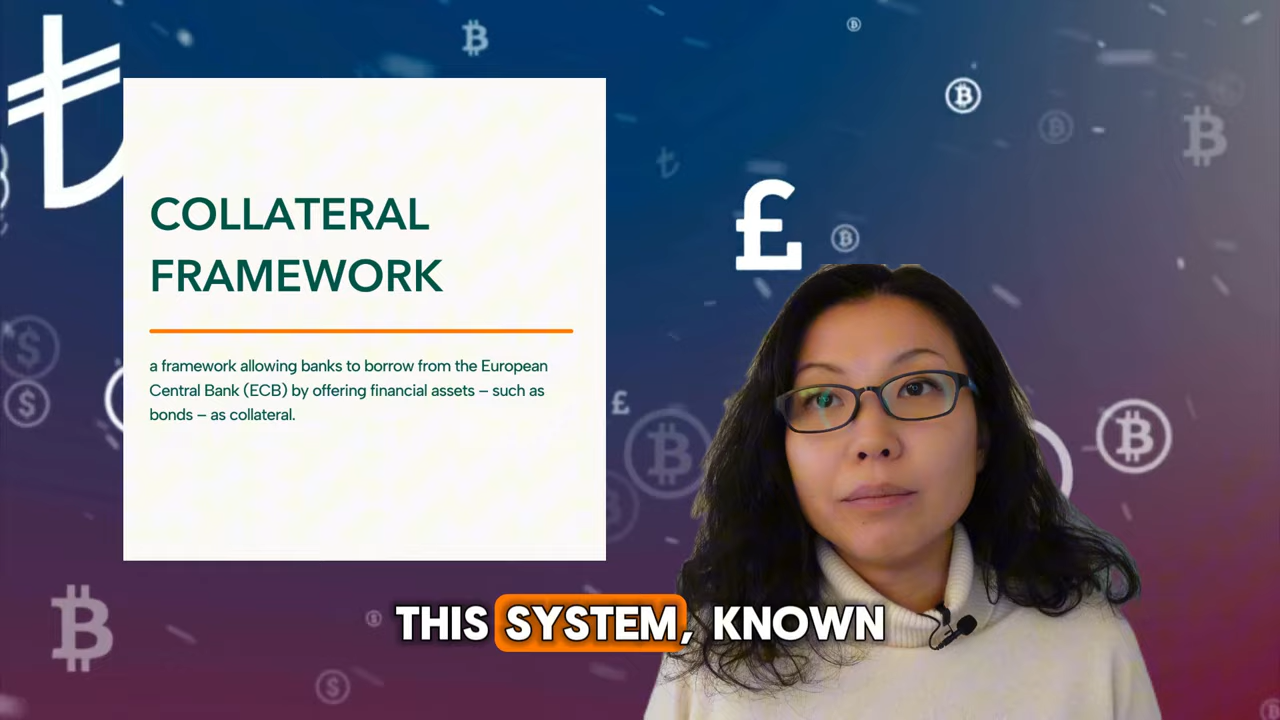 COLLATERAL
FRAMEWORK
a framework allowing banks to borrow from the European
Central Bank (ECB) by offering financial assets – such as
bonds – as collateral.
THIS SYSTEM, KNOWN